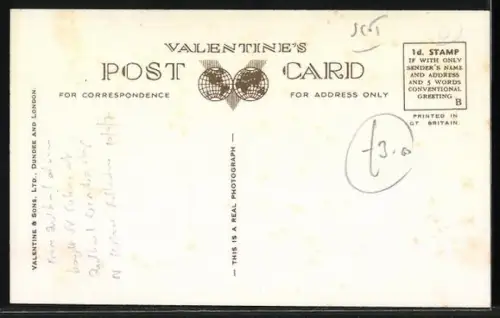 VALENTINE'S
POST CARD
FOR CORRESPONDENCE
FOR ADDRESS ONLY
1d. STAMP
IF WITH ONLY
SENDER'S NAME
AND ADDRESS
AND 5 WORDS
CONVENTIONAL
GREETING
B
PRINTED IN
GT BRITAIN.
£3.00
VALENTINE & SONS, LTD., DUNDEE AND LONDON.
— THIS IS A REAL PHOTOGRAPH —